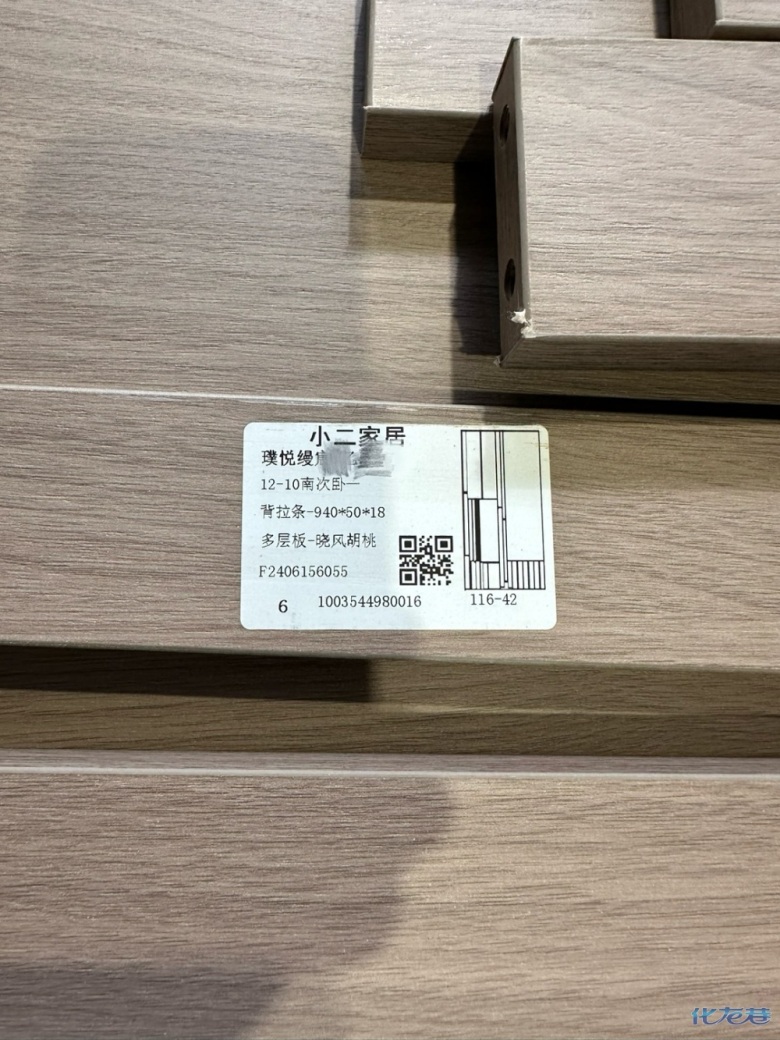 小二家居
璞悦缦
12-10南次卧一
背拉条-940*50*18
多层板-晓风胡桃
F2406156055
6 1003544980016 116-42
化龙巷